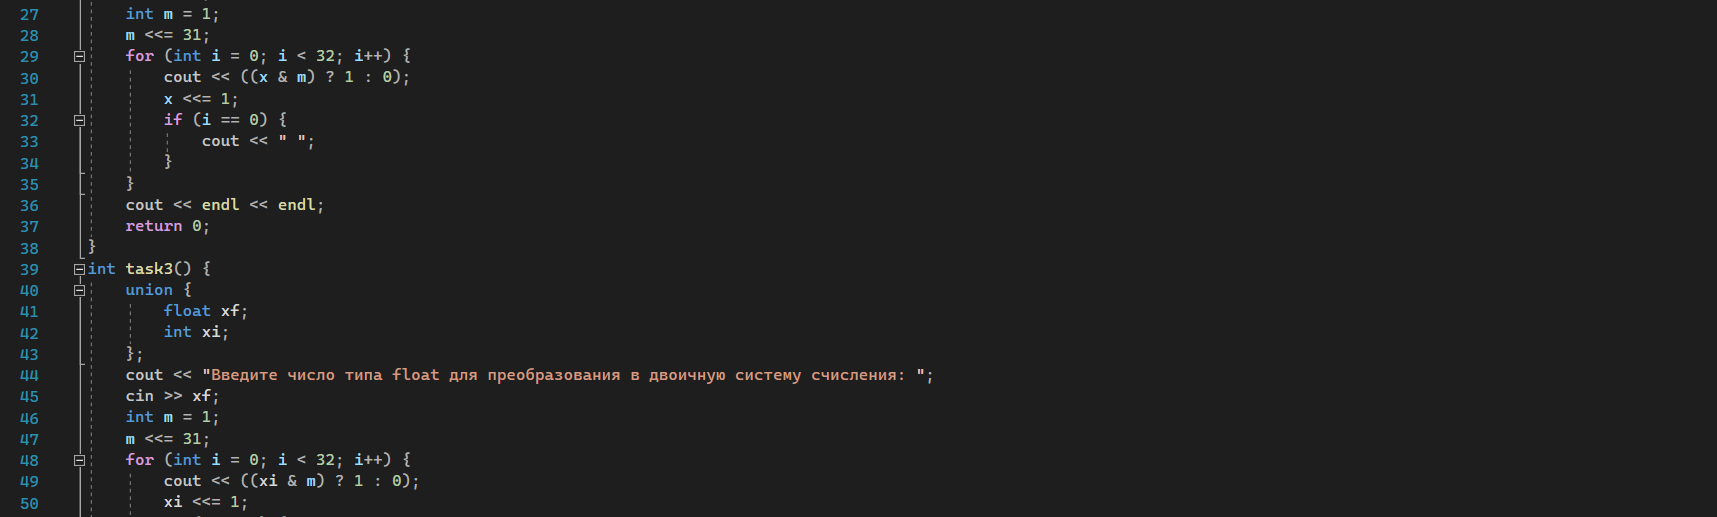 27 int m = 1;
28 m <<= 31;
29 for (int i = 0; i < 32; i++) {
30 cout << ((x & m) ? 1 : 0);
31 x <<= 1;
32 if (i == 0) {
33 cout << " ";
34 }
35 }
36 cout << endl << endl;
37 return 0;
38 }
39 int task3() {
40 union {
41 float xf;
42 int xi;
43 };
44 cout << "Введите число типа float для преобразования в двоичную систему счисления: ";
45 cin >> xf;
46 int m = 1;
47 m <<= 31;
48 for (int i = 0; i < 32; i++) {
49 cout << ((xi & m) ? 1 : 0);
50 xi <<= 1;